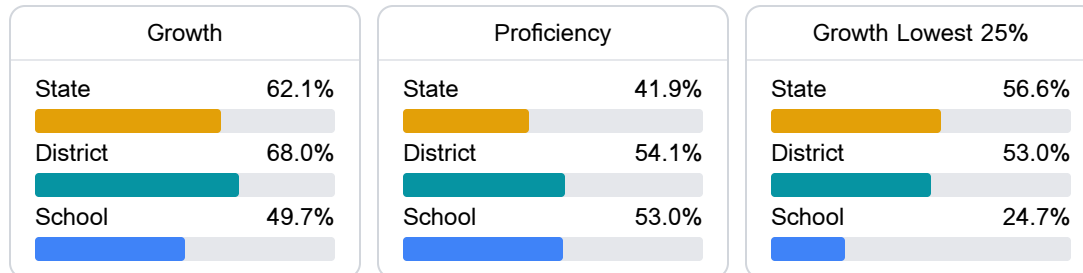 Growth
State 62.1%
District 68.0%
School 49.7%
Proficiency
State 41.9%
District 54.1%
School 53.0%
Growth Lowest 25%
State 56.6%
District 53.0%
School 24.7%